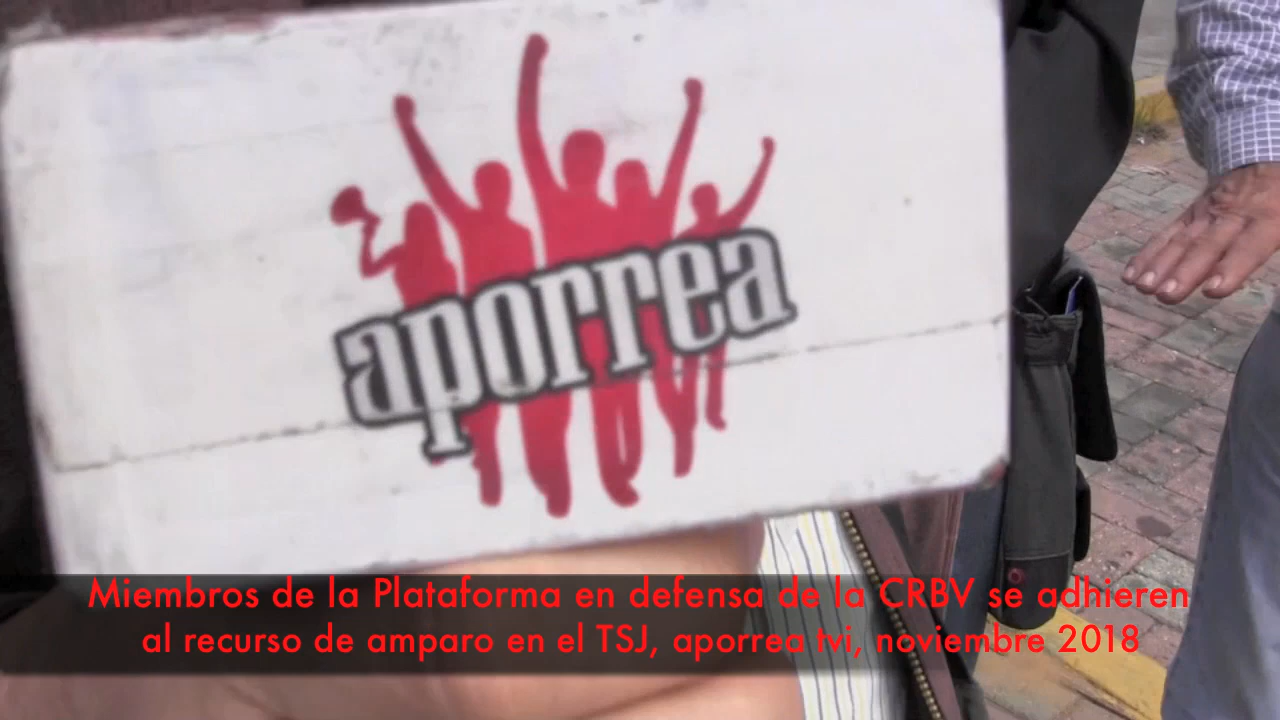 aporrea
Miembros de la Plataforma en defensa de la CRBV se adhieren
al recurso de amparo en el TSJ, aporrea tvi, noviembre 2018